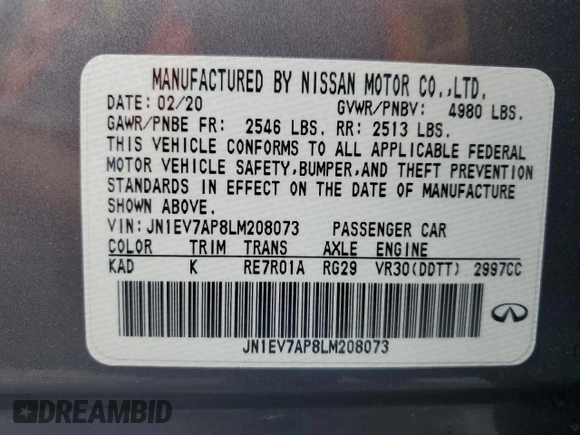 MANUFACTURED BY NISSAN MOTOR CO.,LTD.
DATE: 02/20 GVWR/PNBV: 4980 LBS.
GAWR/PNBE FR: 2546 LBS. RR: 2513 LBS.
THIS VEHICLE CONFORMS TO ALL APPLICABLE FEDERAL
MOTOR VEHICLE SAFETY,BUMPER,AND THEFT PREVENTION
STANDARDS IN EFFECT ON THE DATE OF MANUFACTURE
SHOWN ABOVE.
VIN: JN1EV7AP8LM208073 PASSENGER CAR
COLOR TRIM TRANS AXLE ENGINE
KAD K RE7R01A RG29 VR30(DDTT) 2997CC
JN1EV7AP8LM208073
DREAMBID